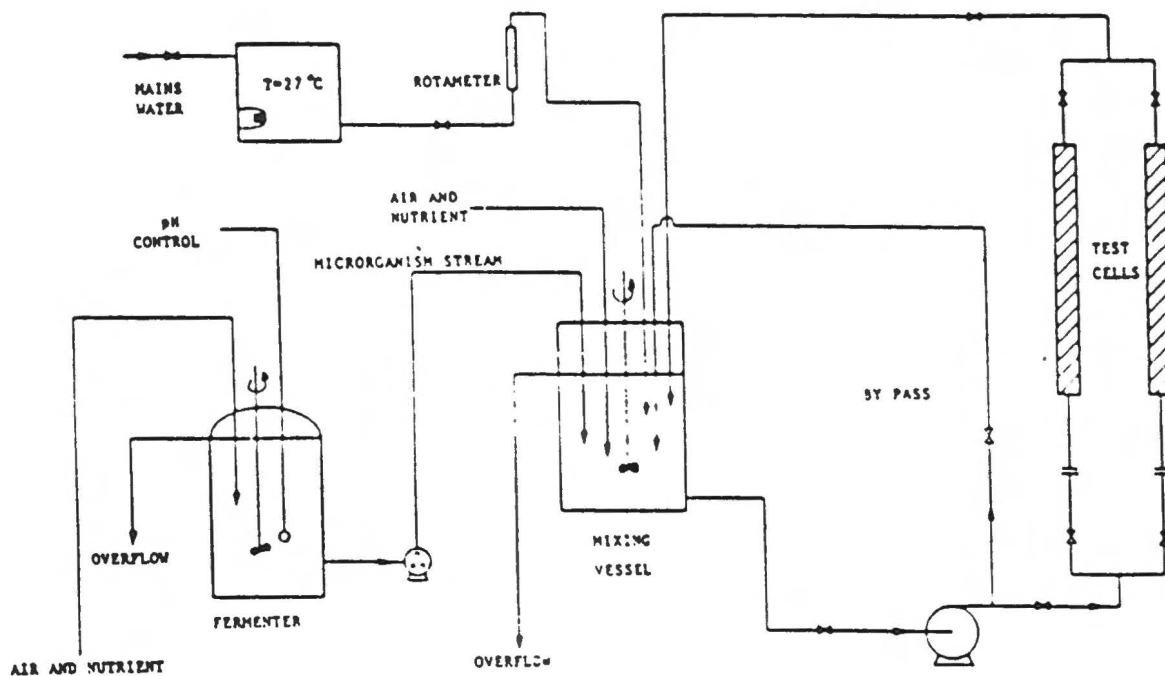 MAINS
WATER
T=27 °C
ROTAMETER
AIR AND
NUTRIENT
pH
CONTROL
MICRORGANISH STREAM
TEST
CELLS
BY PASS
OVERFLOW
MIXING
VESSEL
FERMENTER
AIR AND NUTRIENT
OVERFLOW